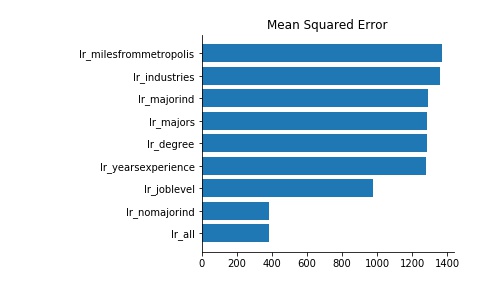 Mean Squared Error
lr_milesfrommetropolis
lr_industries
lr_majorind
lr_majors
lr_degree
lr_yearsexperience
lr_joblevel
lr_nomajorind
lr_all
0 200 400 600 800 1000 1200 1400